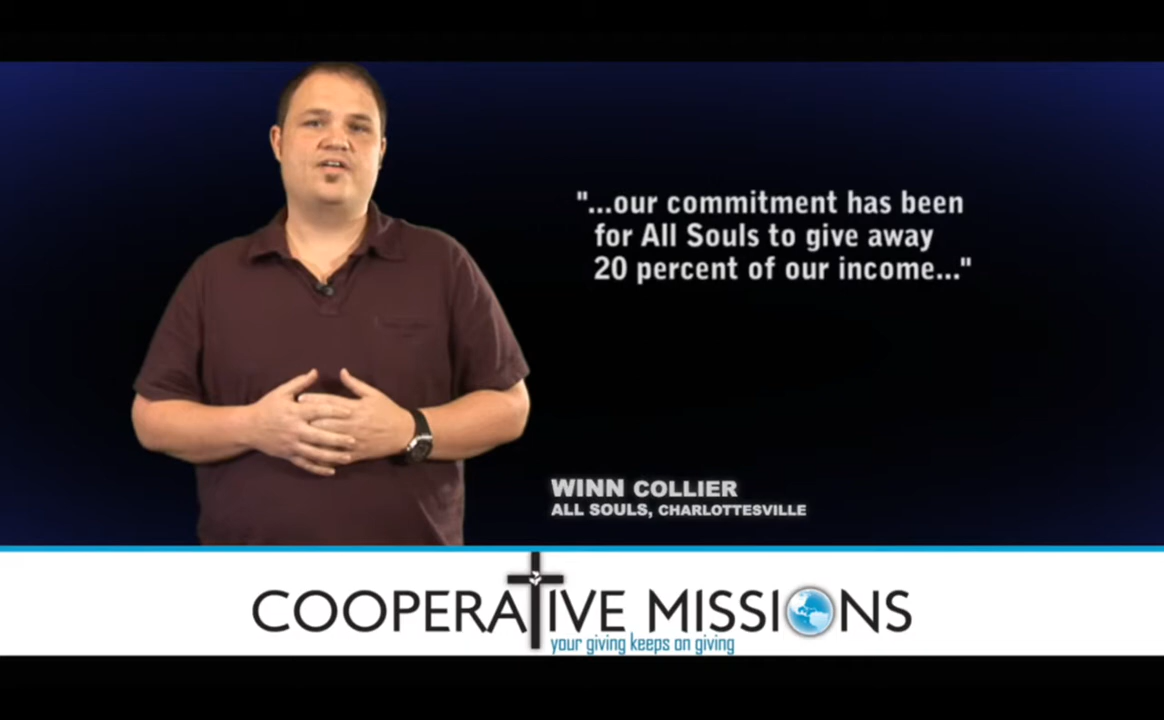 "...our commitment has been
for All Souls to give away
20 percent of our income..."
WINN COLLIER
ALL SOULS, CHARLOTTESVILLE
COOPERATIVE MISSIONS
your giving keeps on giving